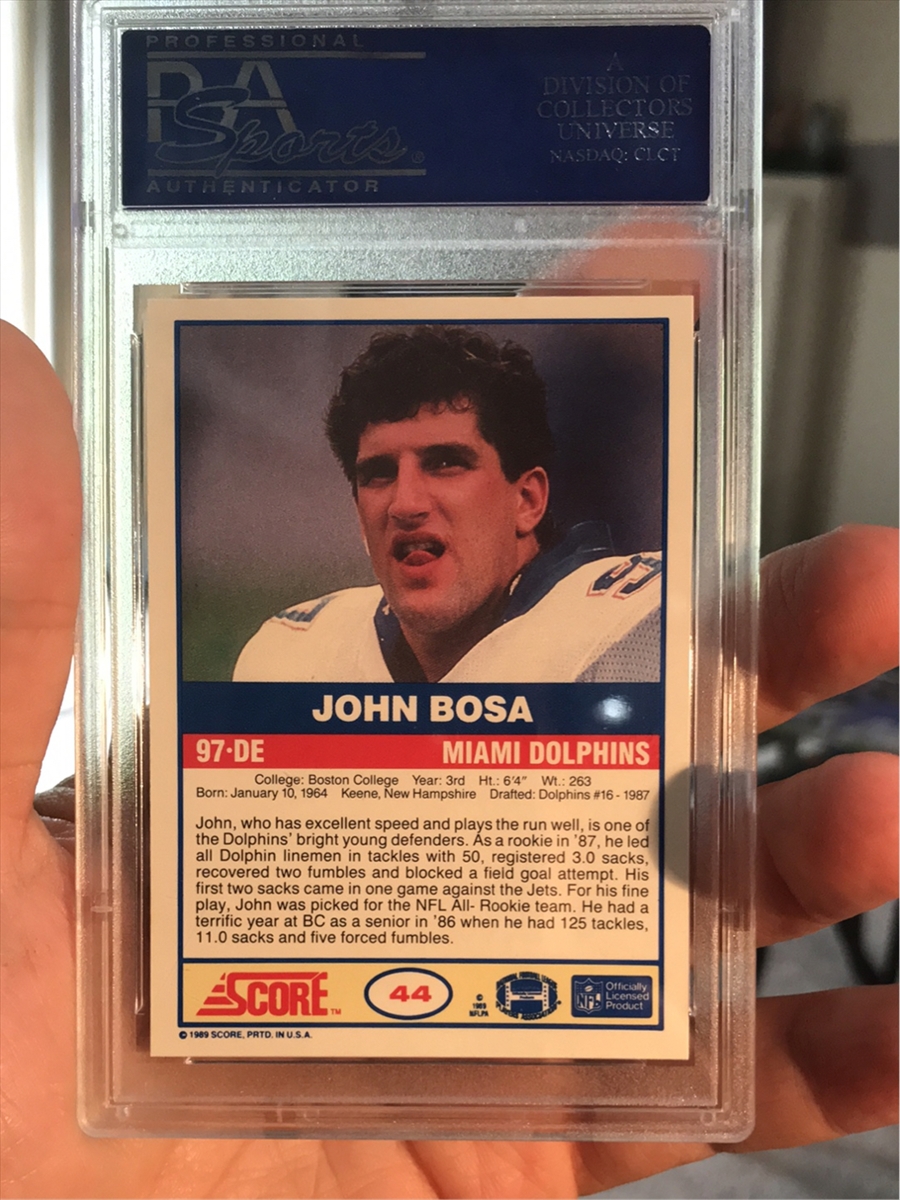 PROFESSIONAL
PSA
Sports®
AUTHENTICATOR
A
DIVISION OF
COLLECTORS
UNIVERSE
NASDAQ: CLCT
JOHN BOSA
97·DE MIAMI DOLPHINS
College: Boston College Year: 3rd Ht.: 6'4" Wt.: 263
Born: January 10, 1964 Keene, New Hampshire Drafted: Dolphins #16 - 1987
John, who has excellent speed and plays the run well, is one of
the Dolphins' bright young defenders. As a rookie in '87, he led
all Dolphin linemen in tackles with 50, registered 3.0 sacks,
recovered two fumbles and blocked a field goal attempt. His
first two sacks came in one game against the Jets. For his fine
play, John was picked for the NFL All- Rookie team. He had a
terrific year at BC as a senior in '86 when he had 125 tackles,
11.0 sacks and five forced fumbles.
SCORE™
44
©
1989
NFLPA
NFL
Officially
Licensed
Product
© 1989 SCORE, PRTD. IN U.S.A.